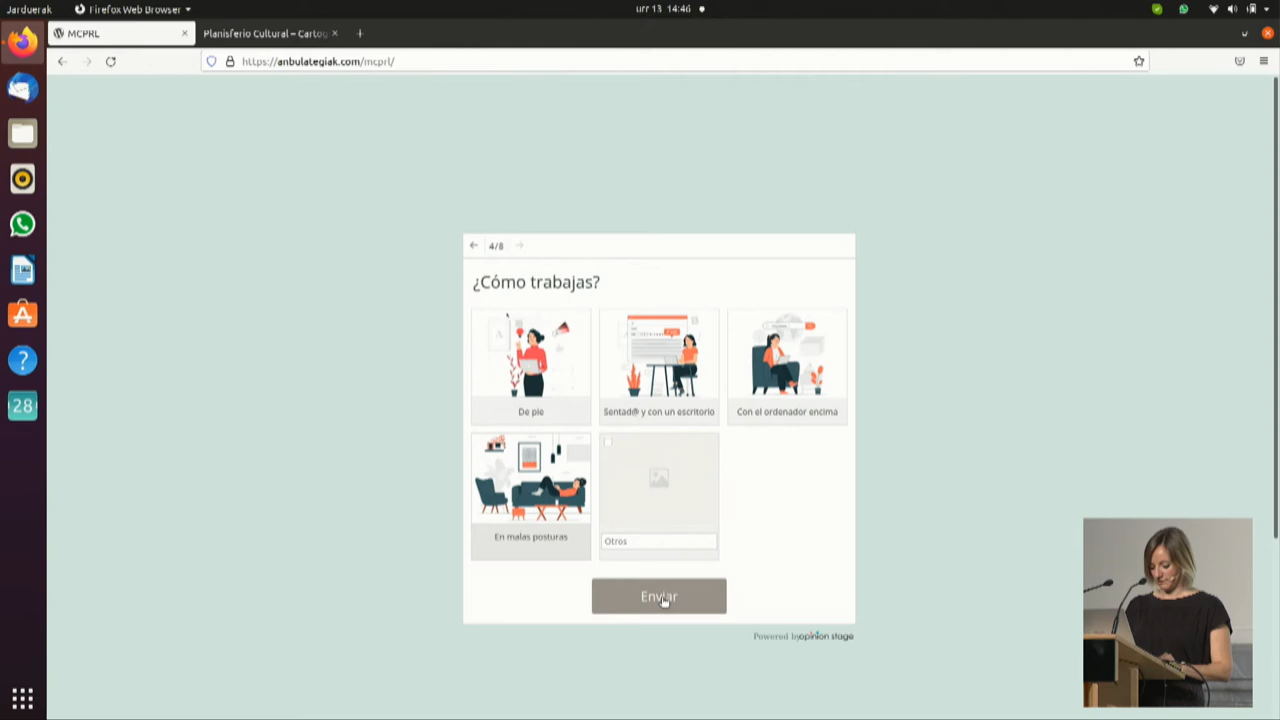 Jarduerak
Firefox Web Browser
urr 13 14:46
MCPRL
Planisferio Cultural – Cartog
https://anbulategiak.com/mcprl/
4/8
¿Cómo trabajas?
De pie
Sentad@ y con un escritorio
Con el ordenador encima
En malas posturas
Otros
Enviar
Powered by opinion stage
28